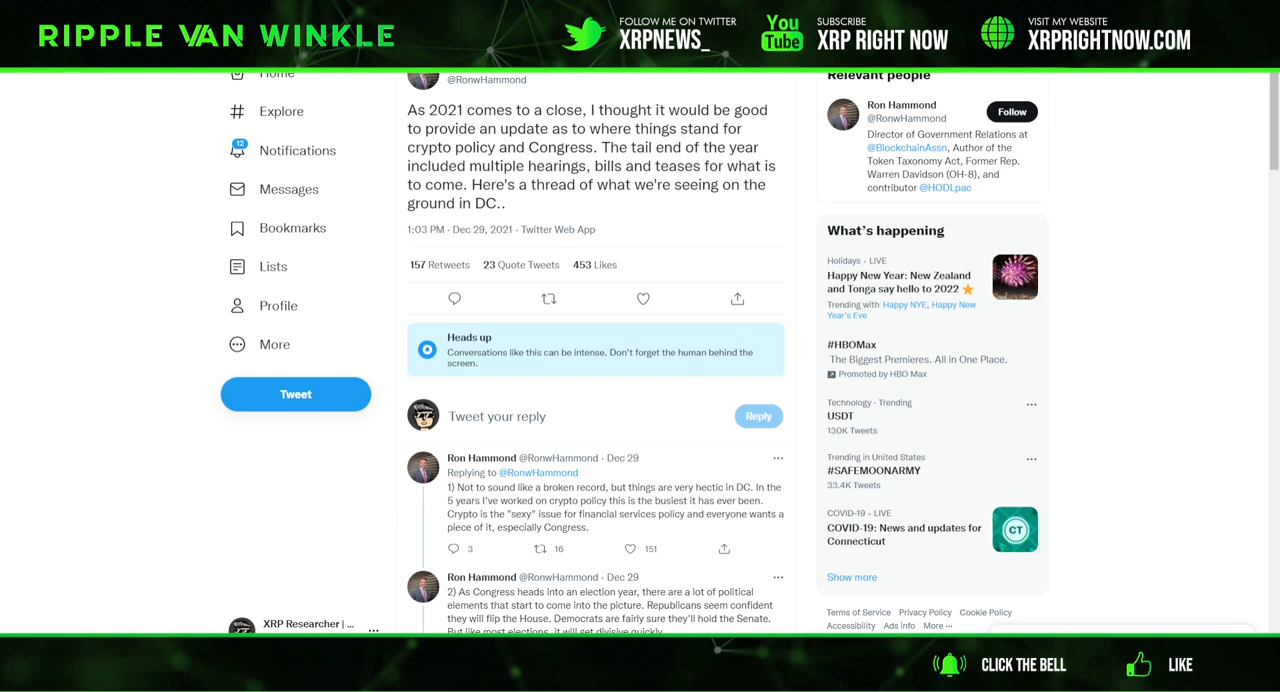 RIPPLE VAN WINKLE
FOLLOW ME ON TWITTER
XRPNEWS_
You
Tube
SUBSCRIBE
XRP RIGHT NOW
VISIT MY WEBSITE
XRPRIGHTNOW.COM
Home
Explore
12
Notifications
Messages
Bookmarks
Lists
Profile
More
Tweet
XRP Researcher | ...
@RonwHammond
As 2021 comes to a close, I thought it would be good
to provide an update as to where things stand for
crypto policy and Congress. The tail end of the year
included multiple hearings, bills and teases for what is
to come. Here's a thread of what we're seeing on the
ground in DC..
1:03 PM · Dec 29, 2021 · Twitter Web App
157 Retweets 23 Quote Tweets 453 Likes
Heads up
Conversations like this can be intense. Don't forget the human behind the
screen.
Tweet your reply
Reply
Ron Hammond @RonwHammond · Dec 29
Replying to @RonwHammond
1) Not to sound like a broken record, but things are very hectic in DC. In the
5 years I've worked on crypto policy this is the busiest it has ever been.
Crypto is the "sexy" issue for financial services policy and everyone wants a
piece of it, especially Congress.
3 16 151
Ron Hammond @RonwHammond · Dec 29
2) As Congress heads into an election year, there are a lot of political
elements that start to come into the picture. Republicans seem confident
they will flip the House. Democrats are fairly sure they'll hold the Senate.
But like most elections, it will get divisive quickly.
Relevant people
Ron Hammond
@RonwHammond
Follow
Director of Government Relations at
@BlockchainAssn, Author of the
Token Taxonomy Act, Former Rep.
Warren Davidson (OH-8), and
contributor @HODLpac
What's happening
Holidays · LIVE
Happy New Year: New Zealand
and Tonga say hello to 2022
Trending with Happy NYE, Happy New
Year's Eve
#HBOMax
The Biggest Premieres. All in One Place.
Promoted by HBO Max
Technology · Trending
USDT
130K Tweets
Trending in United States
#SAFEMOONARMY
33.4K Tweets
COVID-19 · LIVE
COVID-19: News and updates for
Connecticut
CT
Show more
Terms of Service Privacy Policy Cookie Policy
Accessibility Ads info More ···
CLICK THE BELL
LIKE